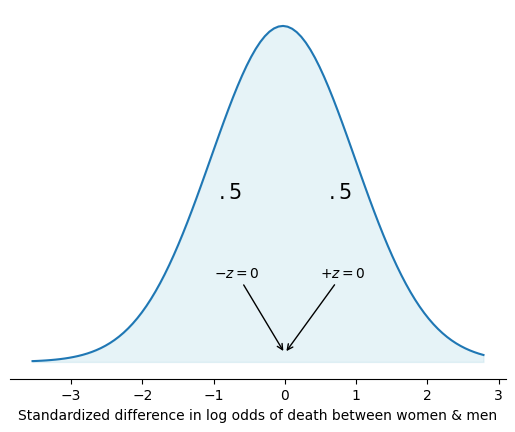 .5 .5
−z=0 +z=0
−3 −2 −1 0 1 2 3
Standardized difference in log odds of death between women & men